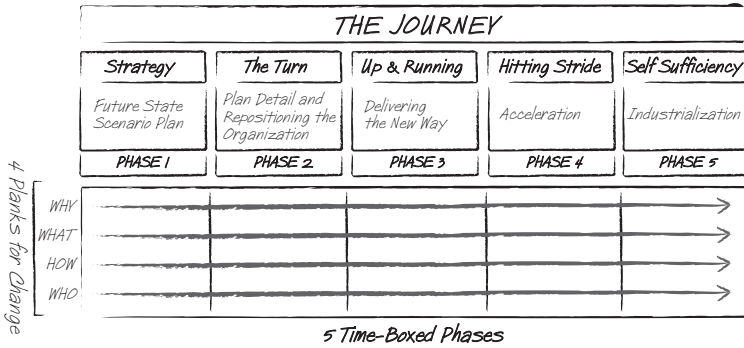 THE JOURNEY
Strategy
The Turn
Up & Running
Hitting Stride
Self Sufficiency
Future State
Scenario Plan
Plan Detail and
Repositioning the
Organization
Delivering
the New Way
Acceleration
Industrialization
PHASE 1
PHASE 2
PHASE 3
PHASE 4
PHASE 5
4 Planks for Change
WHY
WHAT
HOW
WHO
5 Time-Boxed Phases